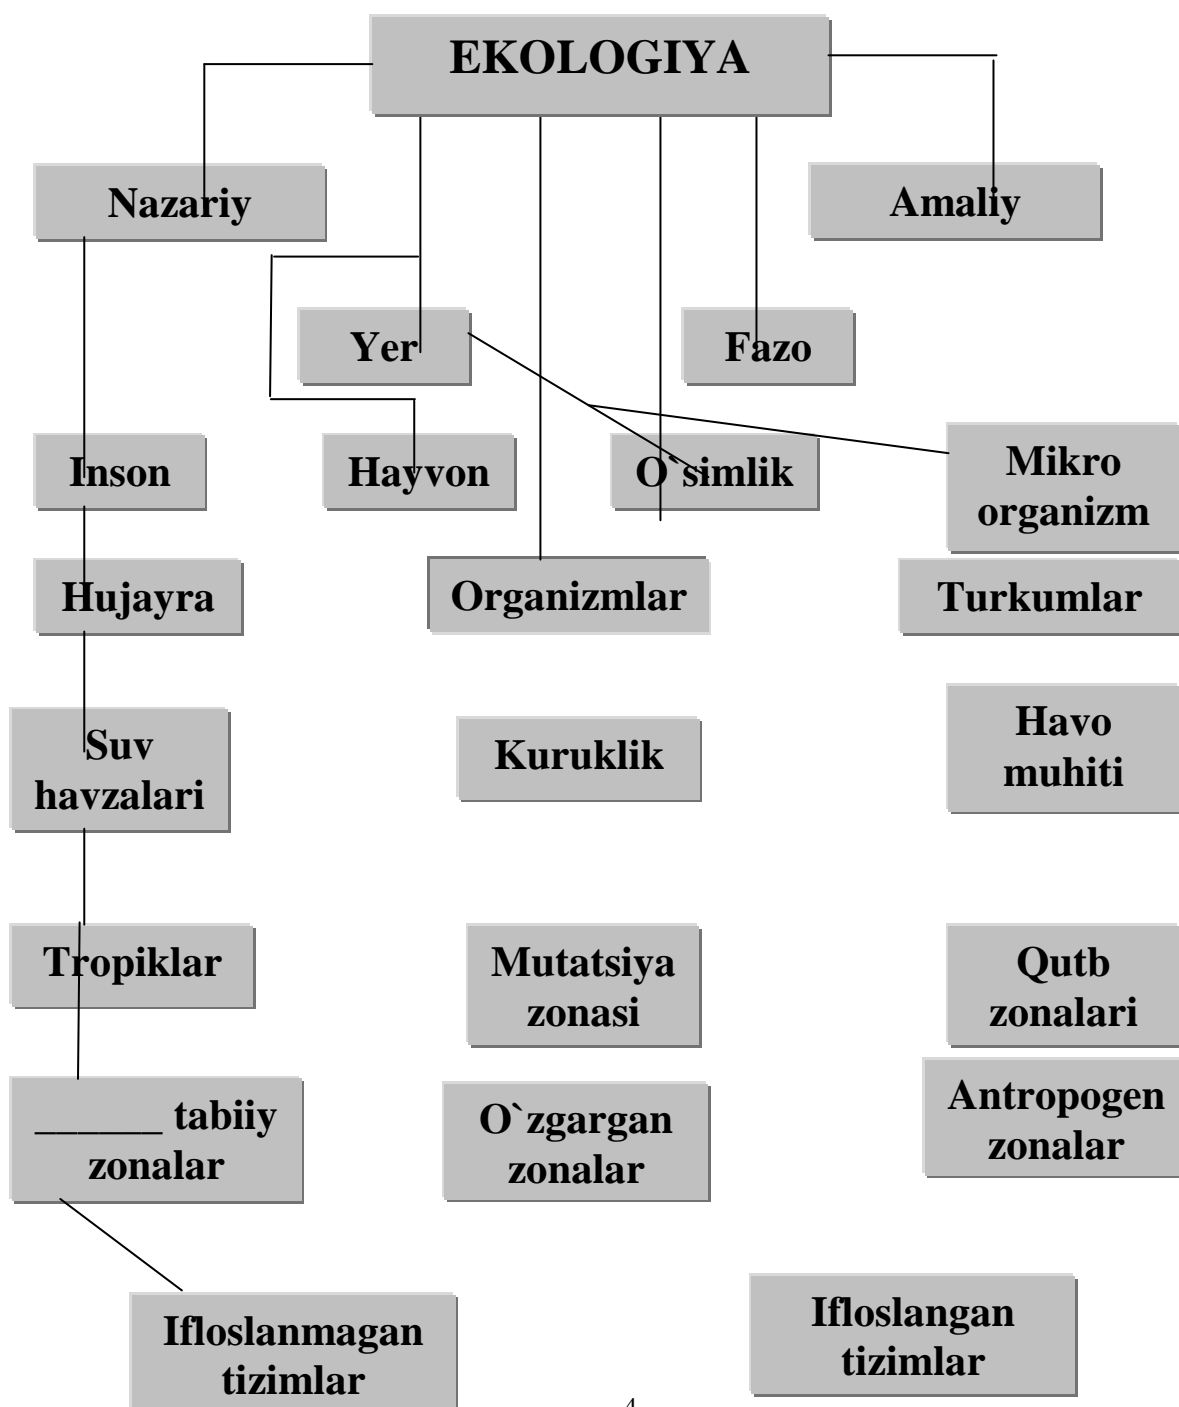 EKOLOGIYA
Nazariy
Amaliy
Yer
Fazo
Inson
Hayvon
O`simlik
Mikro
organizm
Hujayra
Organizmlar
Turkumlar
Suv
havzalari
Kuruklik
Havo
muhiti
Tropiklar
Mutatsiya
zonasi
Qutb
zonalari
______ tabiiy
zonalar
O`zgargan
zonalar
Antropogen
zonalar
Ifloslanmagan
tizimlar
Ifloslangan
tizimlar
4